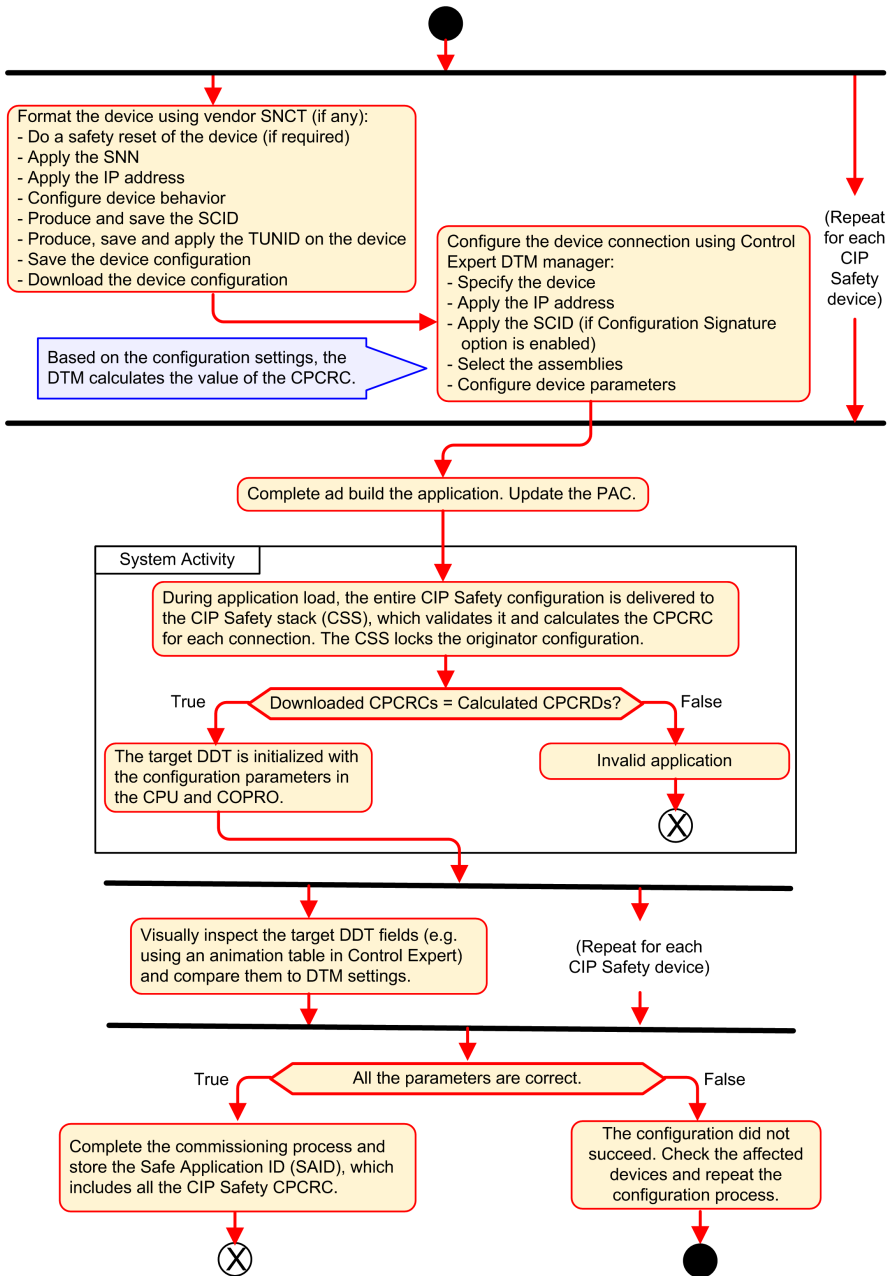 Format the device using vendor SNCT (if any):
- Do a safety reset of the device (if required)
- Apply the SNN
- Apply the IP address
- Configure device behavior
- Produce and save the SCID
- Produce, save and apply the TUNID on the device
- Save the device configuration
- Download the device configuration
Configure the device connection using Control
Expert DTM manager:
- Specify the device
- Apply the IP address
- Apply the SCID (if Configuration Signature
option is enabled)
- Select the assemblies
- Configure device parameters
(Repeat
for each
CIP
Safety
device)
Based on the configuration settings, the
DTM calculates the value of the CPCRC.
Complete ad build the application. Update the PAC.
System Activity
During application load, the entire CIP Safety configuration is delivered to
the CIP Safety stack (CSS), which validates it and calculates the CPCRC
for each connection. The CSS locks the originator configuration.
True
Downloaded CPCRCs = Calculated CPCRDs?
False
The target DDT is initialized with
the configuration parameters in
the CPU and COPRO.
Invalid application
X
Visually inspect the target DDT fields (e.g.
using an animation table in Control Expert)
and compare them to DTM settings.
(Repeat for each
CIP Safety device)
True
All the parameters are correct.
False
Complete the commissioning process and
store the Safe Application ID (SAID), which
includes all the CIP Safety CPCRC.
The configuration did not
succeed. Check the affected
devices and repeat the
configuration process.
X